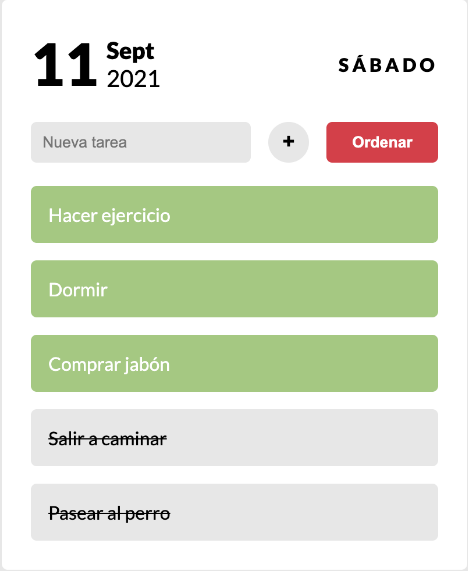 11 Sept
2021
SÁBADO
Nueva tarea + Ordenar
Hacer ejercicio
Dormir
Comprar jabón
Salir a caminar
Pasear al perro